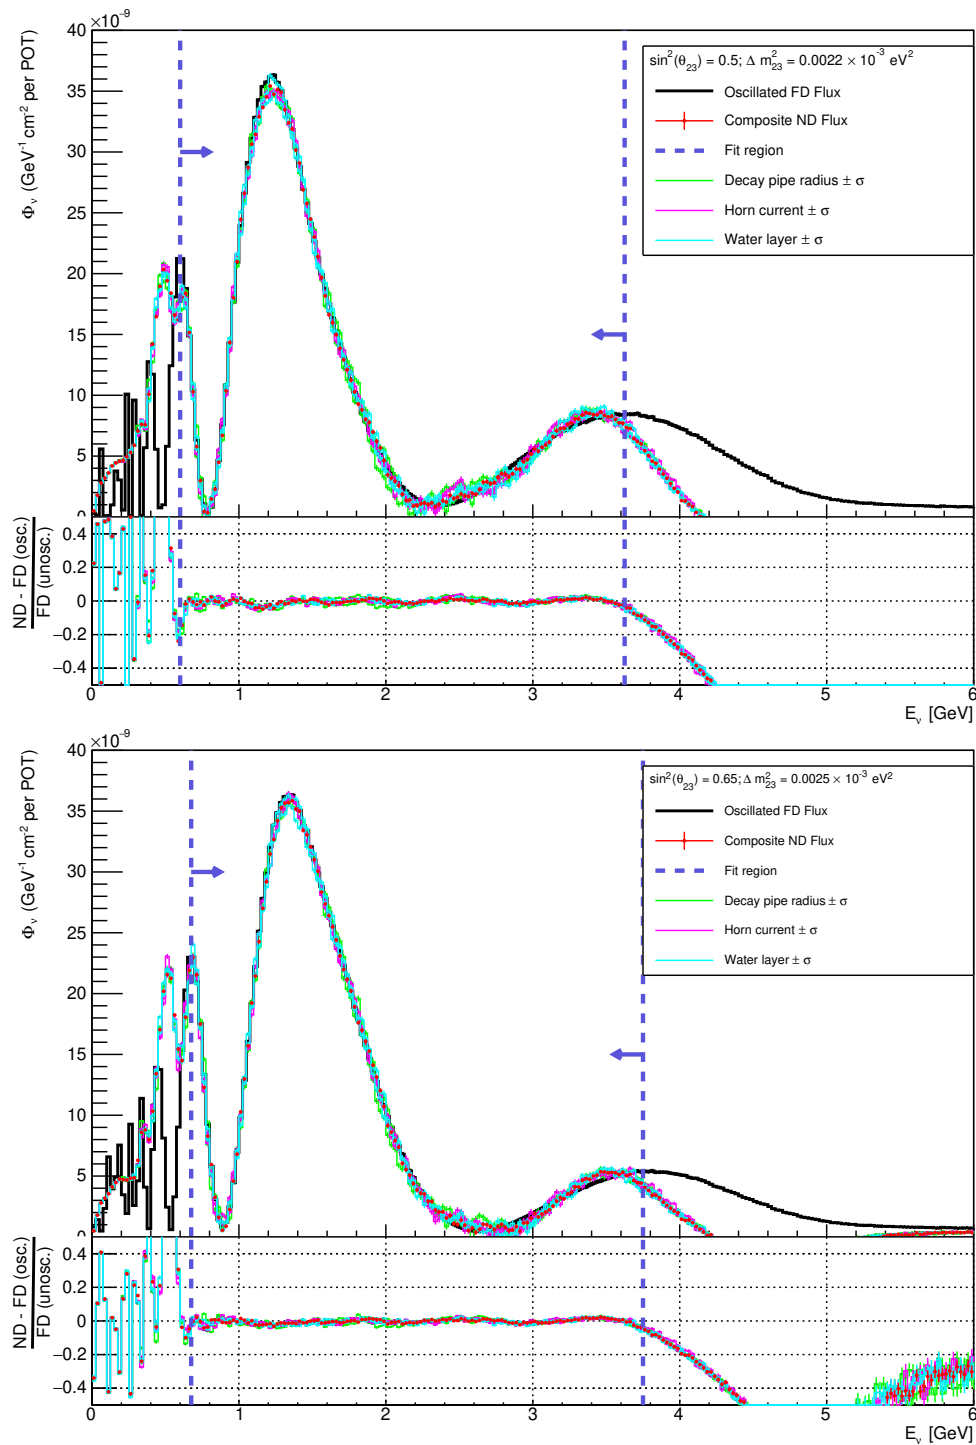 ×10⁻⁹
Φν (GeV⁻¹ cm⁻² per POT)
40
35
30
25
20
15
10
5
0
sin²(θ₂₃) = 0.5; Δ m²₂₃ = 0.0022 × 10⁻³ eV²
Oscillated FD Flux
Composite ND Flux
Fit region
Decay pipe radius ± σ
Horn current ± σ
Water layer ± σ
ND - FD (osc.)
FD (unosc.)
0.4
0.2
0
−0.2
−0.4
0 1 2 3 4 5 6
Eν [GeV]
×10⁻⁹
Φν (GeV⁻¹ cm⁻² per POT)
40
35
30
25
20
15
10
5
0
sin²(θ₂₃) = 0.65; Δ m²₂₃ = 0.0025 × 10⁻³ eV²
Oscillated FD Flux
Composite ND Flux
Fit region
Decay pipe radius ± σ
Horn current ± σ
Water layer ± σ
ND - FD (osc.)
FD (unosc.)
0.4
0.2
0
−0.2
−0.4
0 1 2 3 4 5 6
Eν [GeV]